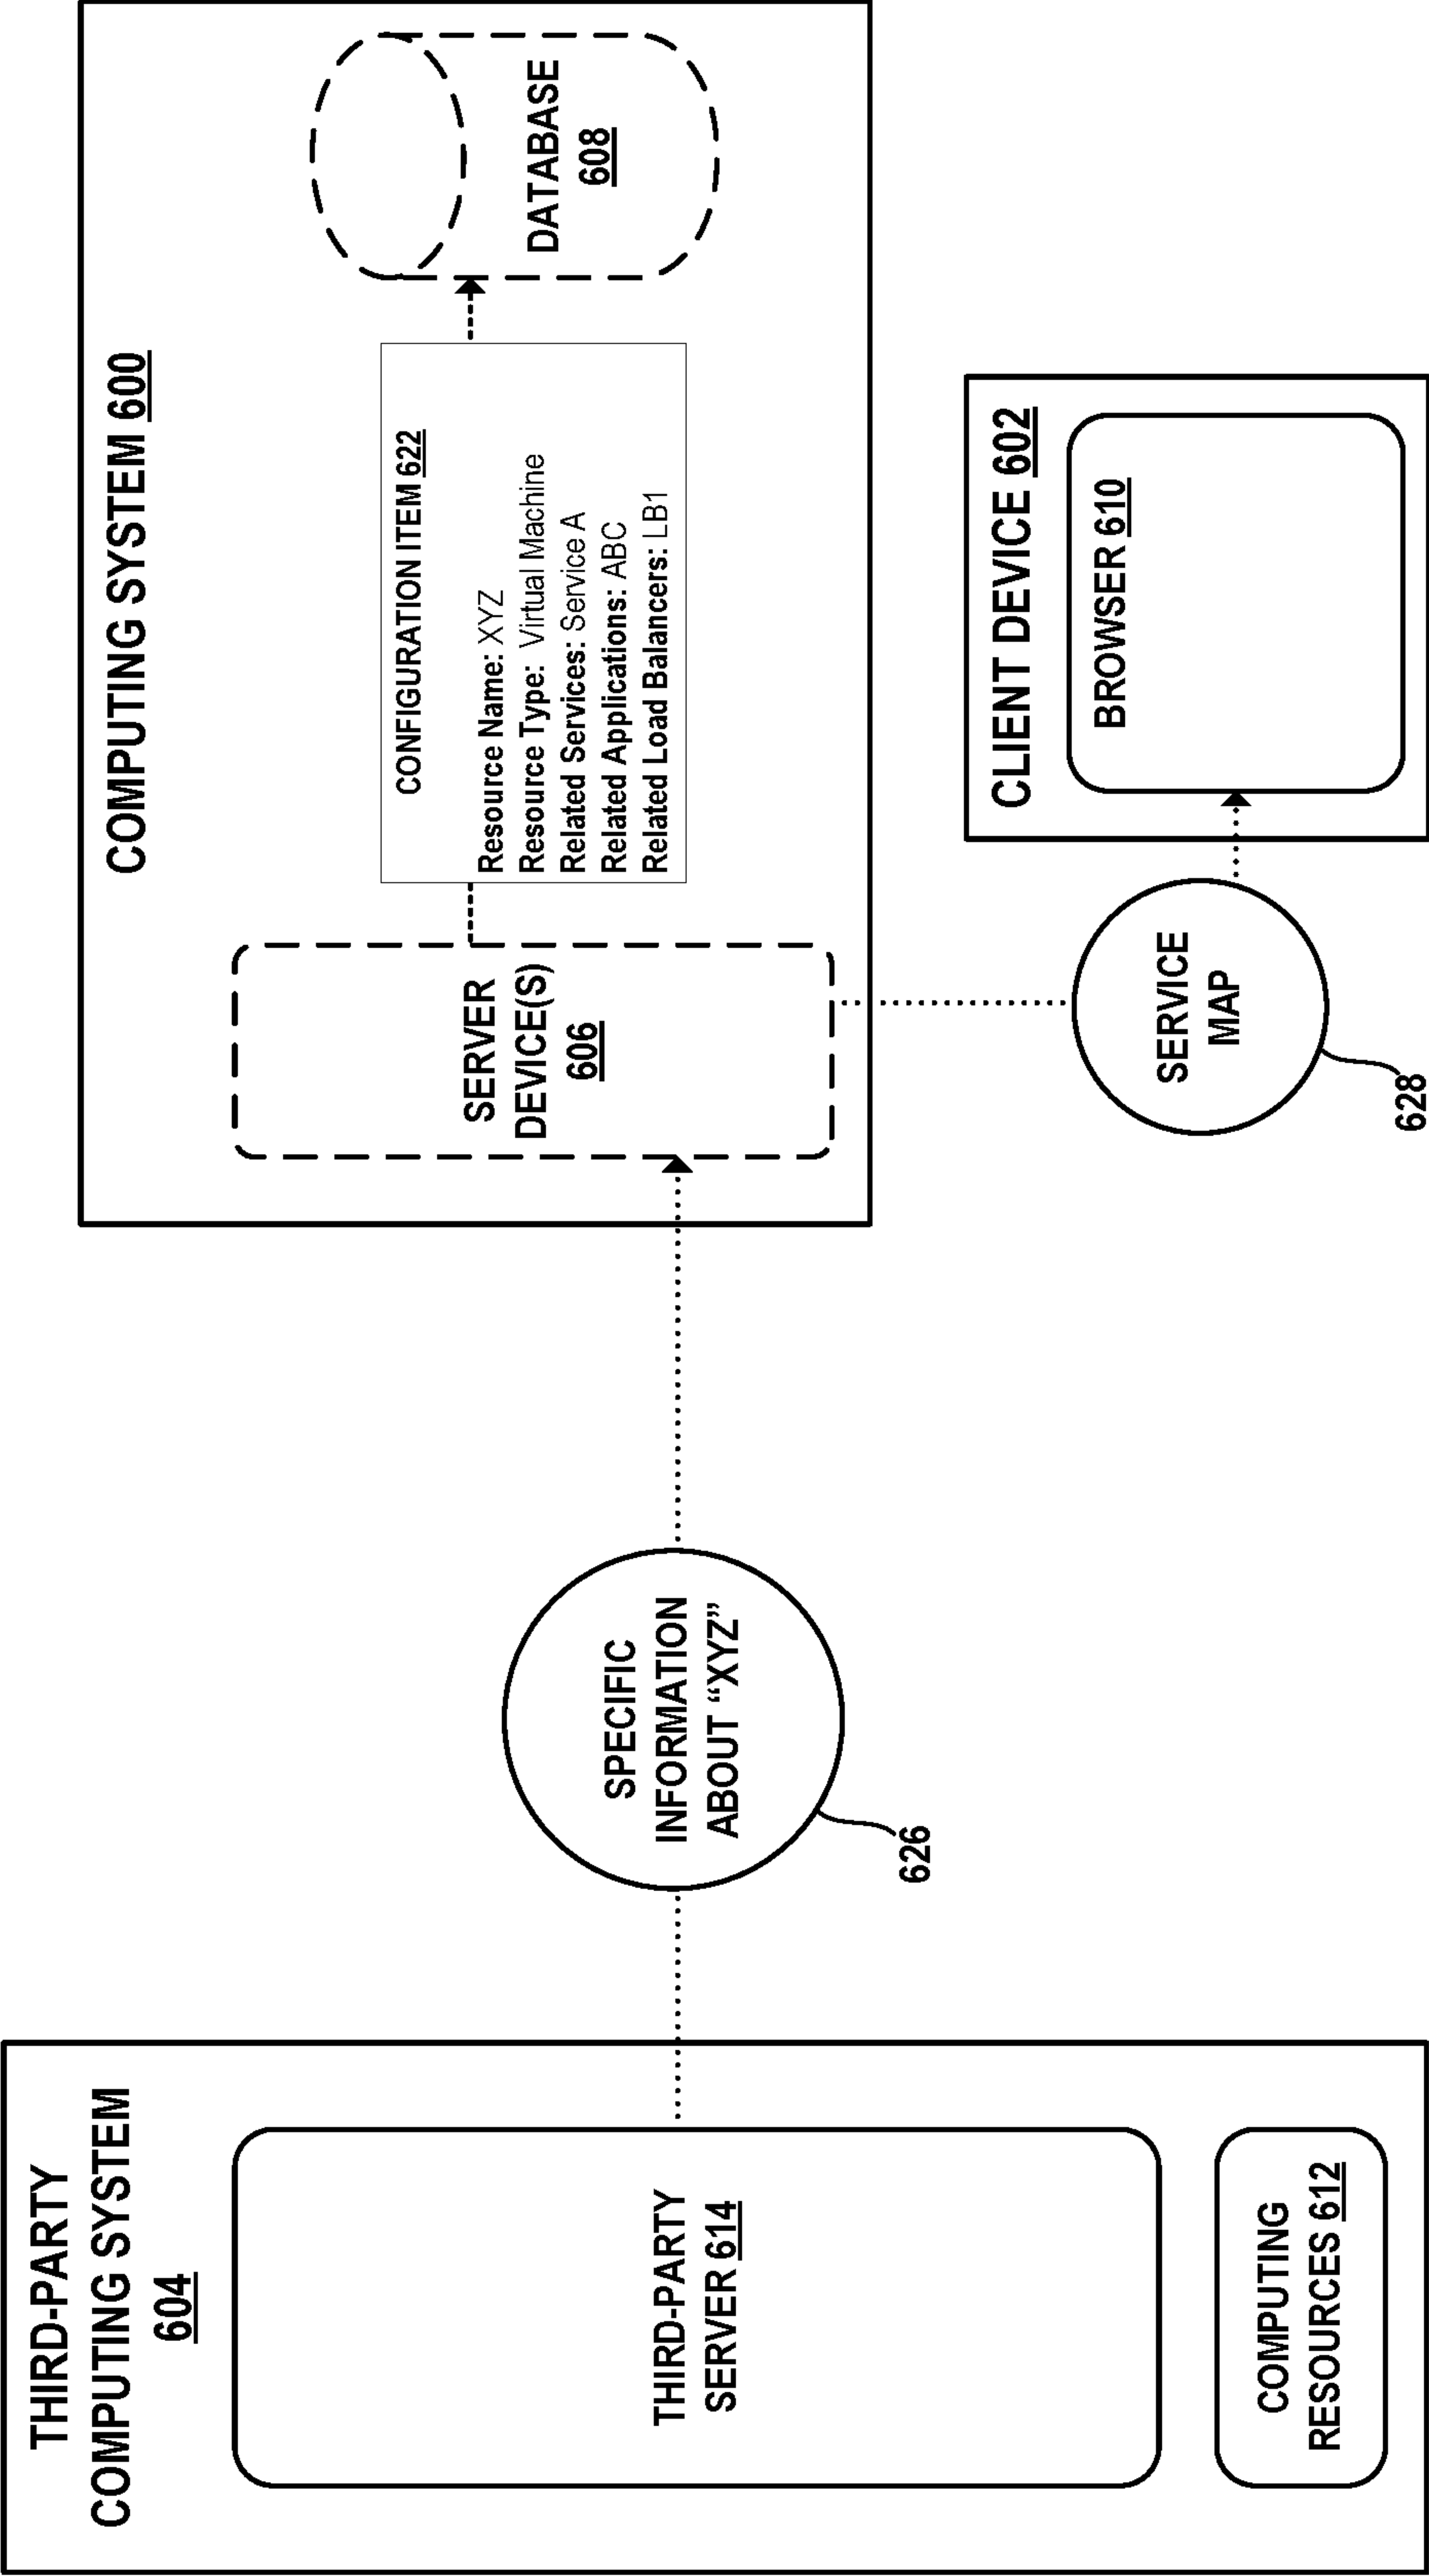 THIRD-PARTY
COMPUTING SYSTEM
604
THIRD-PARTY
SERVER 614
COMPUTING
RESOURCES 612
SPECIFIC
INFORMATION
ABOUT “XYZ”
626
COMPUTING SYSTEM 600
SERVER
DEVICE(S)
606
CONFIGURATION ITEM 622
Resource Name: XYZ
Resource Type: Virtual Machine
Related Services: Service A
Related Applications: ABC
Related Load Balancers: LB1
DATABASE
608
SERVICE
MAP
628
CLIENT DEVICE 602
BROWSER 610